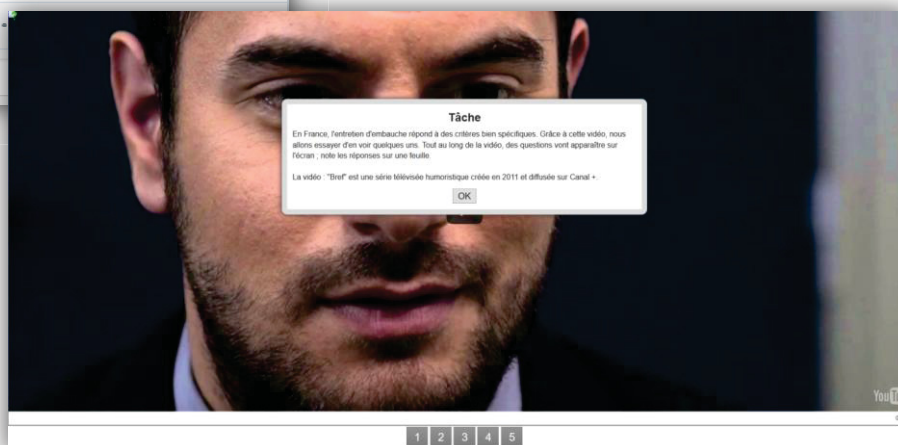 Tâche
En France, l'entretien d'embauche répond à des critères bien spécifiques. Grâce à cette vidéo, nous
allons essayer d'en voir quelques uns. Tout au long de la vidéo, des questions vont apparaître sur
l'écran ; note les réponses sur une feuille.
La vidéo : "Bref" est une série télévisée humoristique créée en 2011 et diffusée sur Canal +.
OK
You
1 2 3 4 5